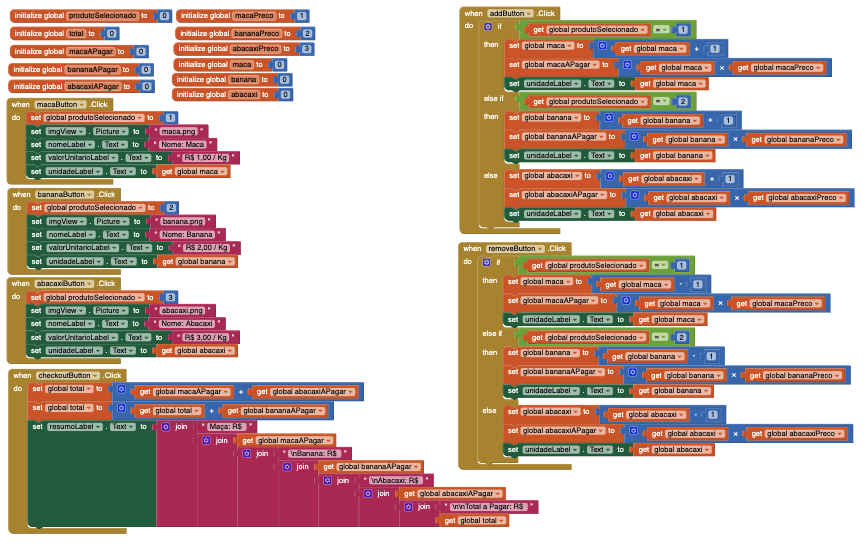 initialize global produtoSelecionado to 0
initialize global total to 0
initialize global macaAPagar to 0
initialize global bananaAPagar to 0
initialize global abacaxiAPagar to 0
initialize global macaPreco to 1
initialize global bananaPreco to 2
initialize global abacaxiPreco to 3
initialize global maca to 0
initialize global banana to 0
initialize global abacaxi to 0
when macaButton .Click
do set global produtoSelecionado to 1
set imgView . Picture to " maca.png "
set nomeLabel . Text to " Nome: Maca "
set valorUnitarioLabel . Text to " R$ 1,00 / Kg "
set unidadeLabel . Text to get global maca
when bananaButton .Click
do set global produtoSelecionado to 2
set imgView . Picture to " banana.png "
set nomeLabel . Text to " Nome: Banana "
set valorUnitarioLabel . Text to " R$ 2,00 / Kg "
set unidadeLabel . Text to get global banana
when abacaxiButton .Click
do set global produtoSelecionado to 3
set imgView . Picture to " abacaxi.png "
set nomeLabel . Text to " Nome: Abacaxi "
set valorUnitarioLabel . Text to " R$ 3,00 / Kg "
set unidadeLabel . Text to get global abacaxi
when checkoutButton .Click
do set global total to get global macaAPagar + get global abacaxiAPagar
set global total to get global total + get global bananaAPagar
set resumoLabel . Text to join " Maça: R$ "
join get global macaAPagar
join " \nBanana: R$ "
join get global bananaAPagar
join " \nAbacaxi: R$ "
join get global abacaxiAPagar
join " \n\nTotal a Pagar: R$ "
get global total
when addButton .Click
do if get global produtoSelecionado = 1
then set global maca to get global maca + 1
set global macaAPagar to get global maca × get global macaPreco
set unidadeLabel . Text to get global maca
else if get global produtoSelecionado = 2
then set global banana to get global banana + 1
set global bananaAPagar to get global banana × get global bananaPreco
set unidadeLabel . Text to get global banana
else set global abacaxi to get global abacaxi + 1
set global abacaxiAPagar to get global abacaxi × get global abacaxiPreco
set unidadeLabel . Text to get global abacaxi
when removeButton .Click
do if get global produtoSelecionado = 1
then set global maca to get global maca - 1
set global macaAPagar to get global maca × get global macaPreco
set unidadeLabel . Text to get global maca
else if get global produtoSelecionado = 2
then set global banana to get global banana - 1
set global bananaAPagar to get global banana × get global bananaPreco
set unidadeLabel . Text to get global banana
else set global abacaxi to get global abacaxi - 1
set global abacaxiAPagar to get global abacaxi × get global abacaxiPreco
set unidadeLabel . Text to get global abacaxi